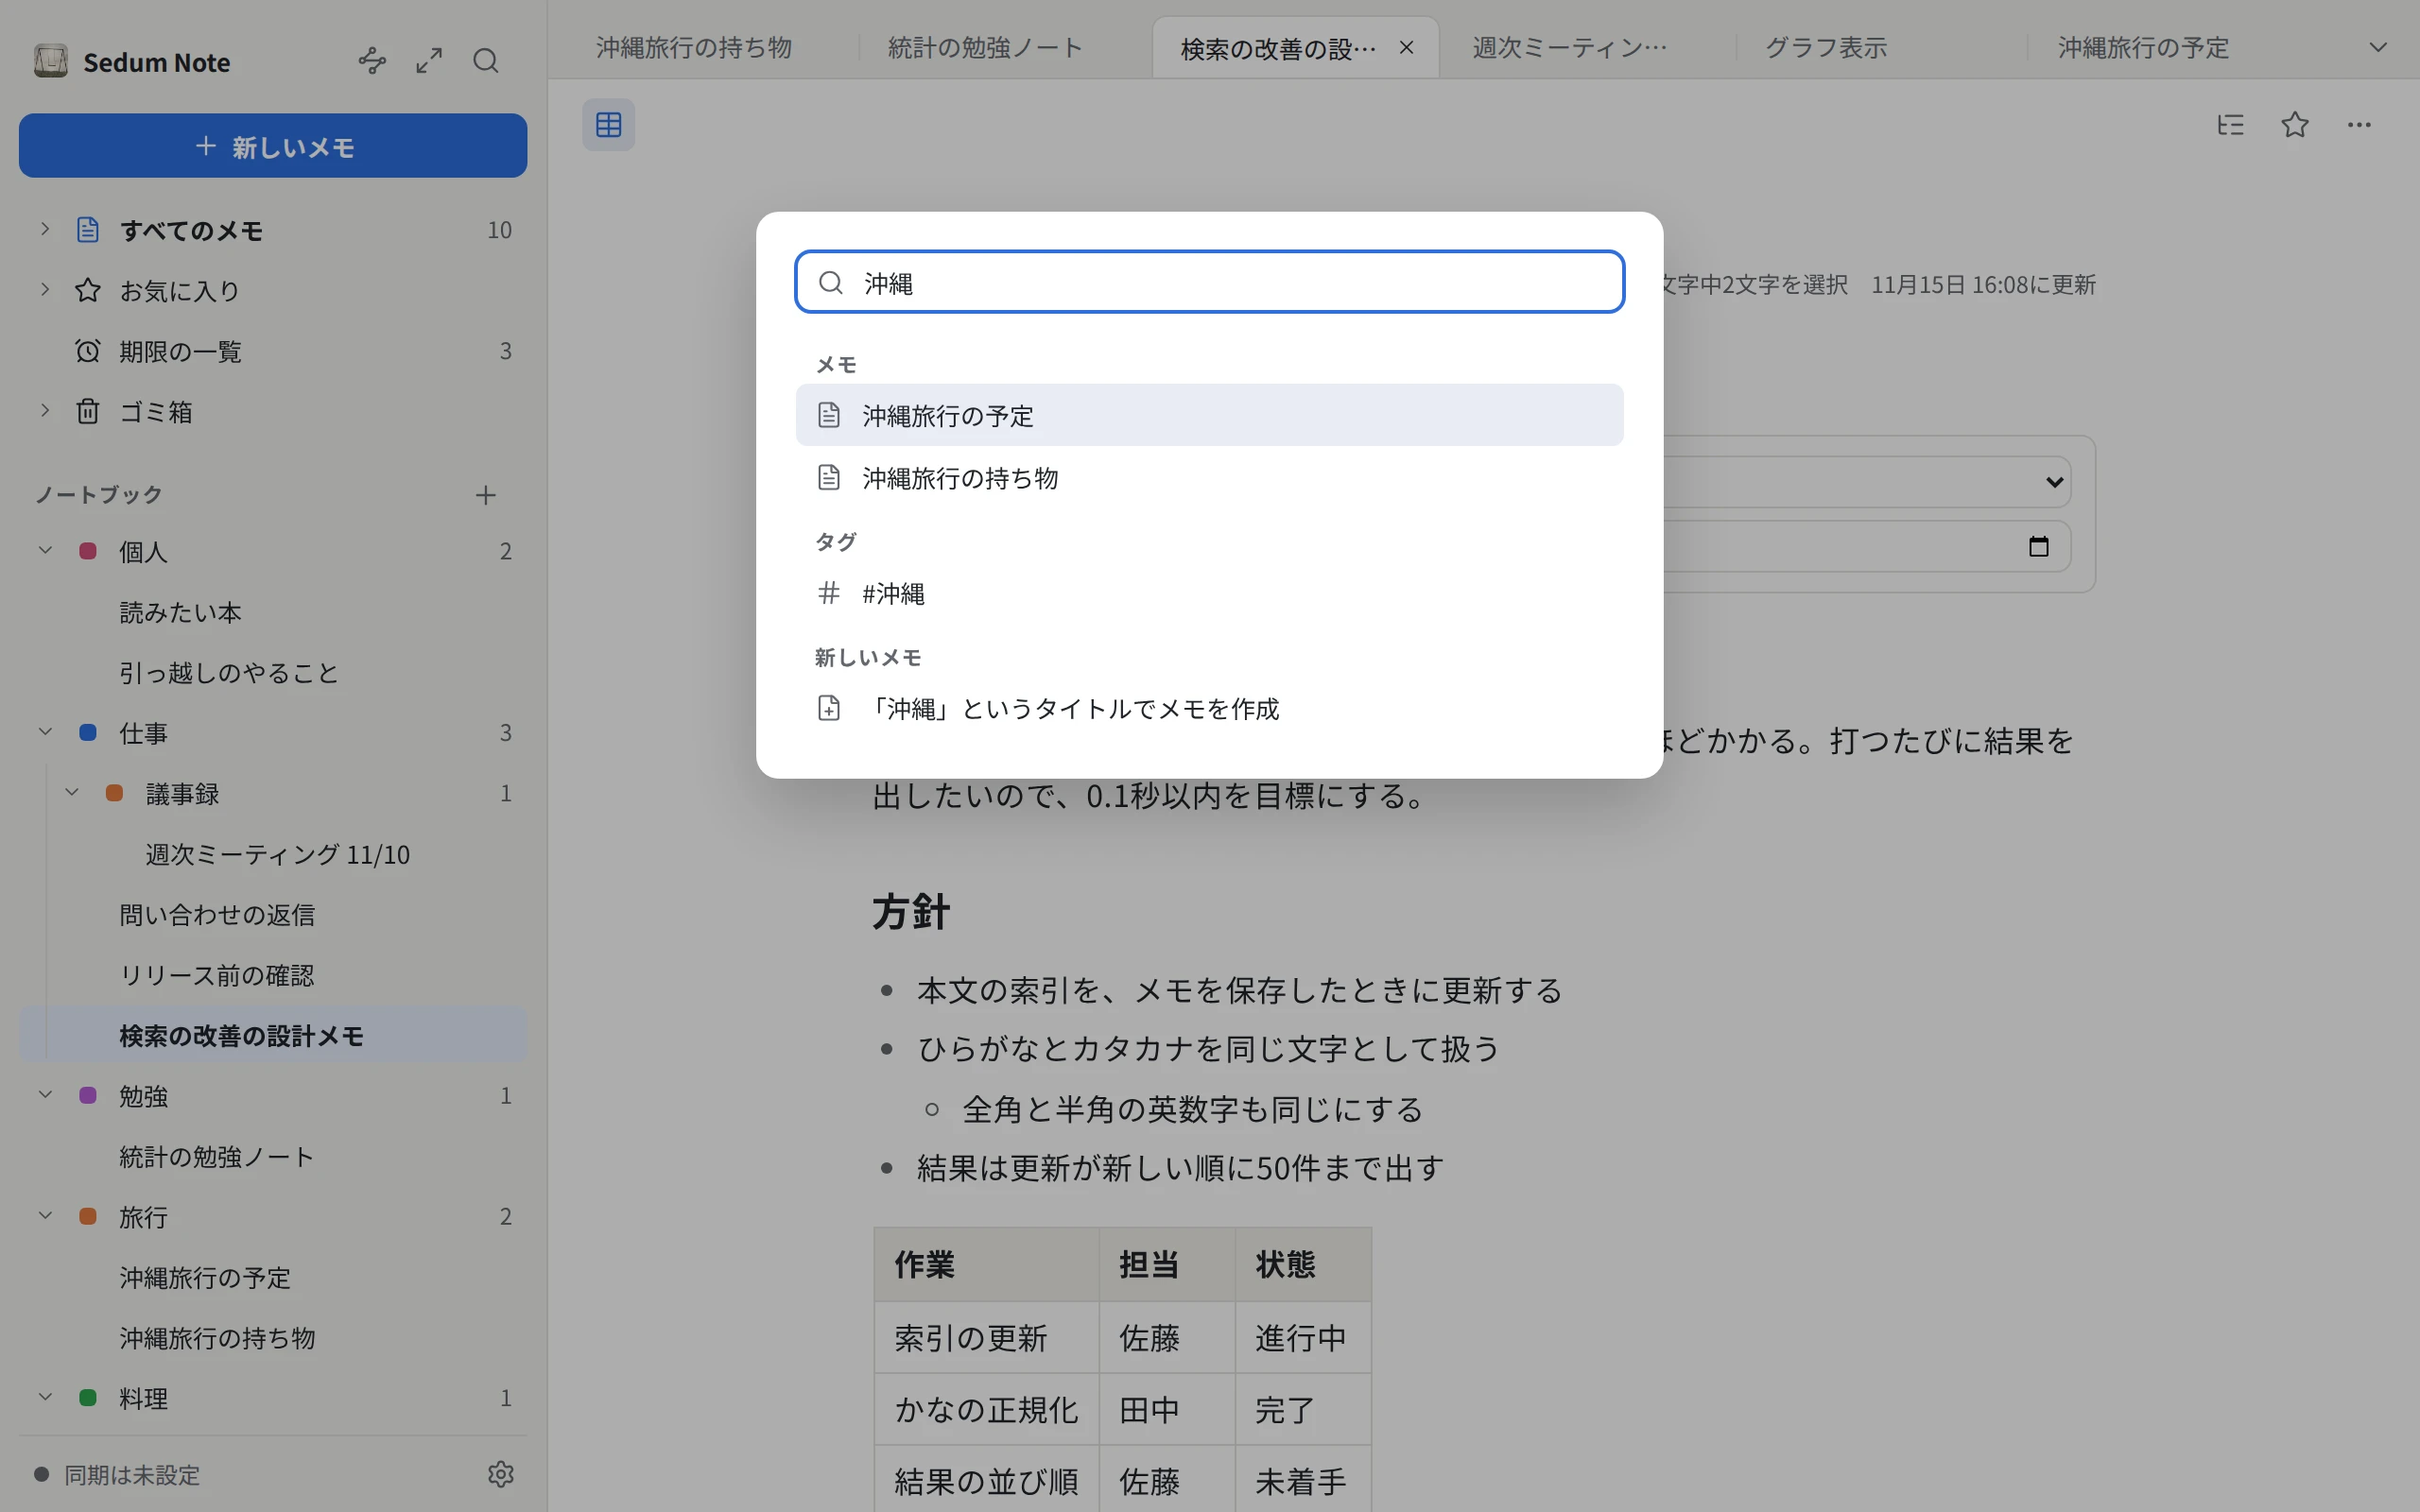 Sedum Note
新しいメモ
すべてのメモ 10
お気に入り
期限の一覧 3
ゴミ箱
ノートブック
個人 2
読みたい本
引っ越しのやること
仕事 3
議事録 1
週次ミーティング 11/10
問い合わせの返信
リリース前の確認
検索の改善の設計メモ
勉強 1
統計の勉強ノート
旅行 2
沖縄旅行の予定
沖縄旅行の持ち物
料理 1
同期は未設定
沖縄旅行の持ち物 統計の勉強ノート 検索の改善の設… 週次ミーティン… グラフ表示 沖縄旅行の予定
沖縄
メモ
沖縄旅行の予定
沖縄旅行の持ち物
タグ
#沖縄
新しいメモ
「沖縄」というタイトルでメモを作成
文字中2文字を選択 11月15日 16:08に更新
ほどかかる。打つたびに結果を
出したいので、0.1秒以内を目標にする。
方針
本文の索引を、メモを保存したときに更新する
ひらがなとカタカナを同じ文字として扱う
全角と半角の英数字も同じにする
結果は更新が新しい順に50件まで出す
作業 担当 状態
索引の更新 佐藤 進行中
かなの正規化 田中 完了
結果の並び順 佐藤 未着手